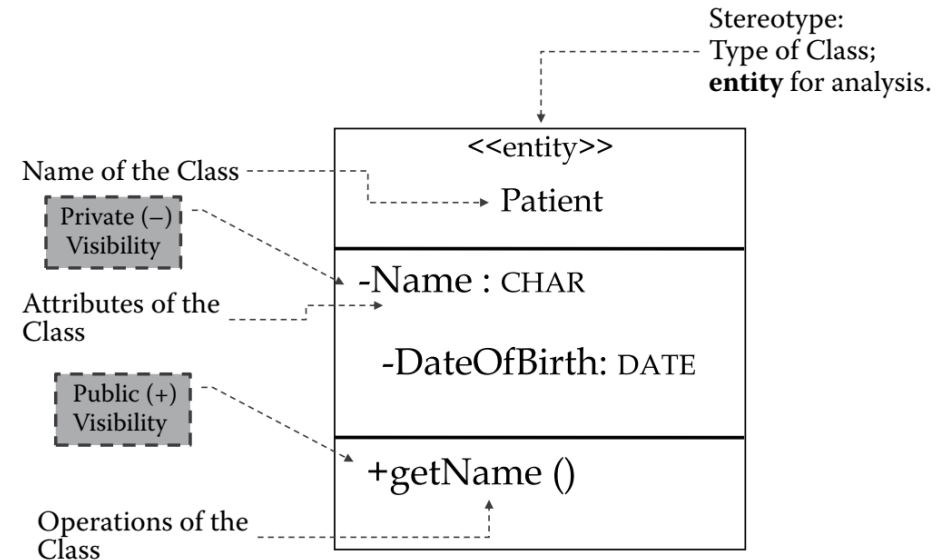 Stereotype:
Type of Class;
entity for analysis.
<<entity>>
Name of the Class
Patient
Private (–)
Visibility
-Name : CHAR
Attributes of the
Class
-DateOfBirth: DATE
Public (+)
Visibility
+getName ()
Operations of the
Class